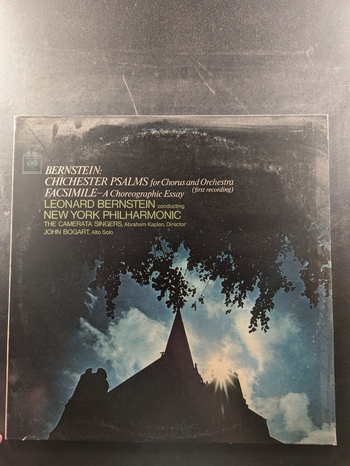 BERNSTEIN:
CHICHESTER PSALMS for Chorus and Orchestra
(first recording)
FACSIMILE–A Choreographic Essay
LEONARD BERNSTEIN conducting
NEW YORK PHILHARMONIC
THE CAMERATA SINGERS, Abraham Kaplan, Director
JOHN BOGART, Alto Solo